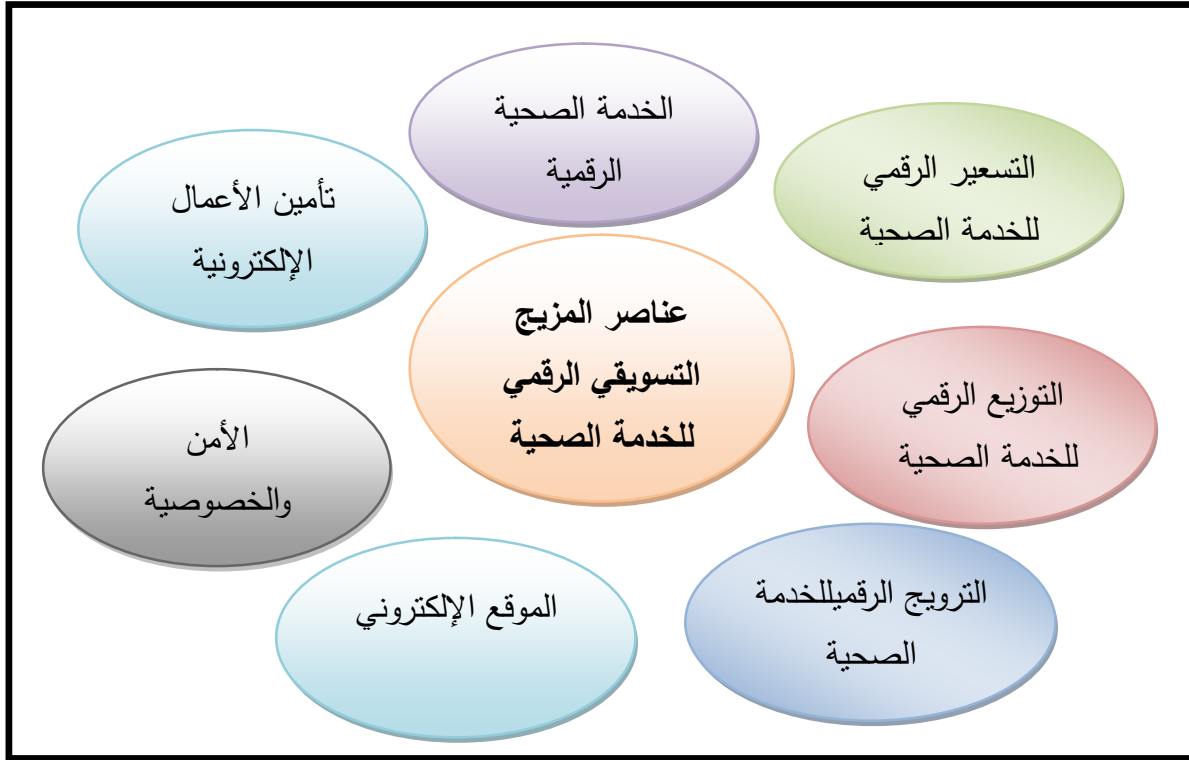 الخدمة الصحية
الرقمية
التسعير الرقمي
للخدمة الصحية
تأمين الأعمال
الإلكترونية
عناصر المزيج
التسويقي الرقمي
للخدمة الصحية
التوزيع الرقمي
للخدمة الصحية
الأمن
والخصوصية
الترويج الرقميللخدمة
الصحية
الموقع الإلكتروني